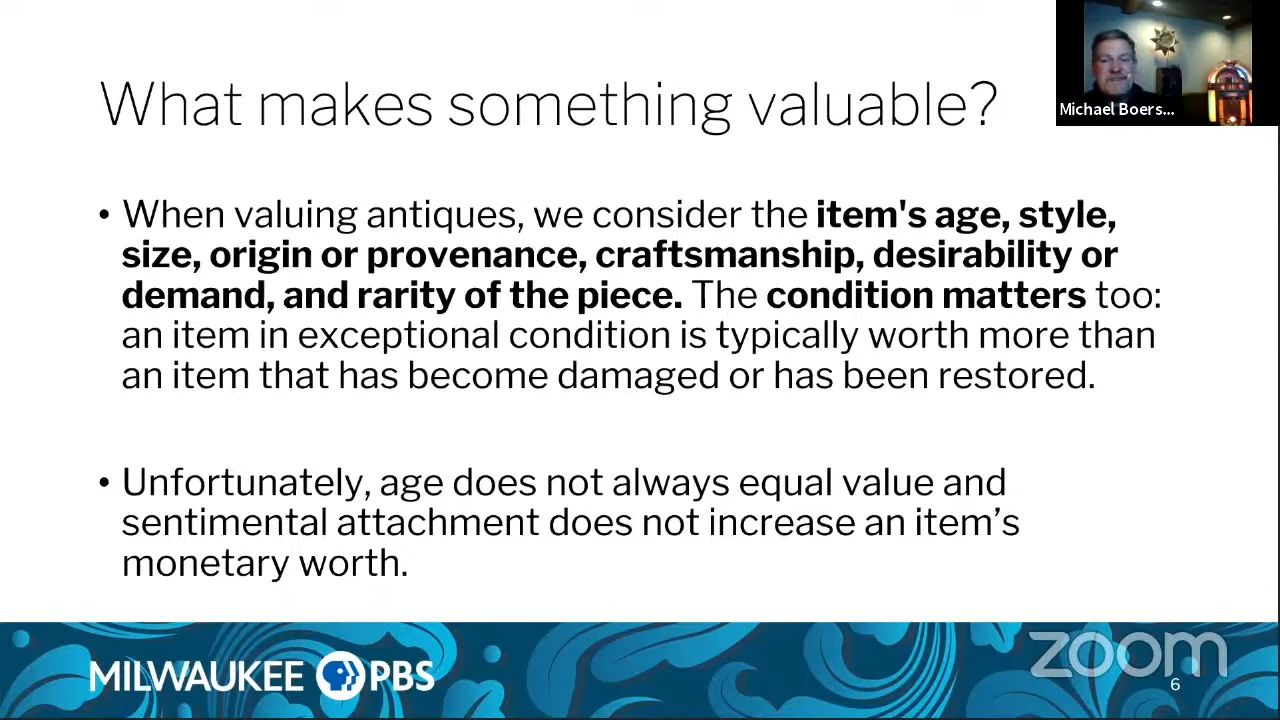 What makes something valuable?
Michael Boers...
• When valuing antiques, we consider the item's age, style,
size, origin or provenance, craftsmanship, desirability or
demand, and rarity of the piece. The condition matters too:
an item in exceptional condition is typically worth more than
an item that has become damaged or has been restored.
• Unfortunately, age does not always equal value and
sentimental attachment does not increase an item’s
monetary worth.
MILWAUKEE PBS
zoom
6